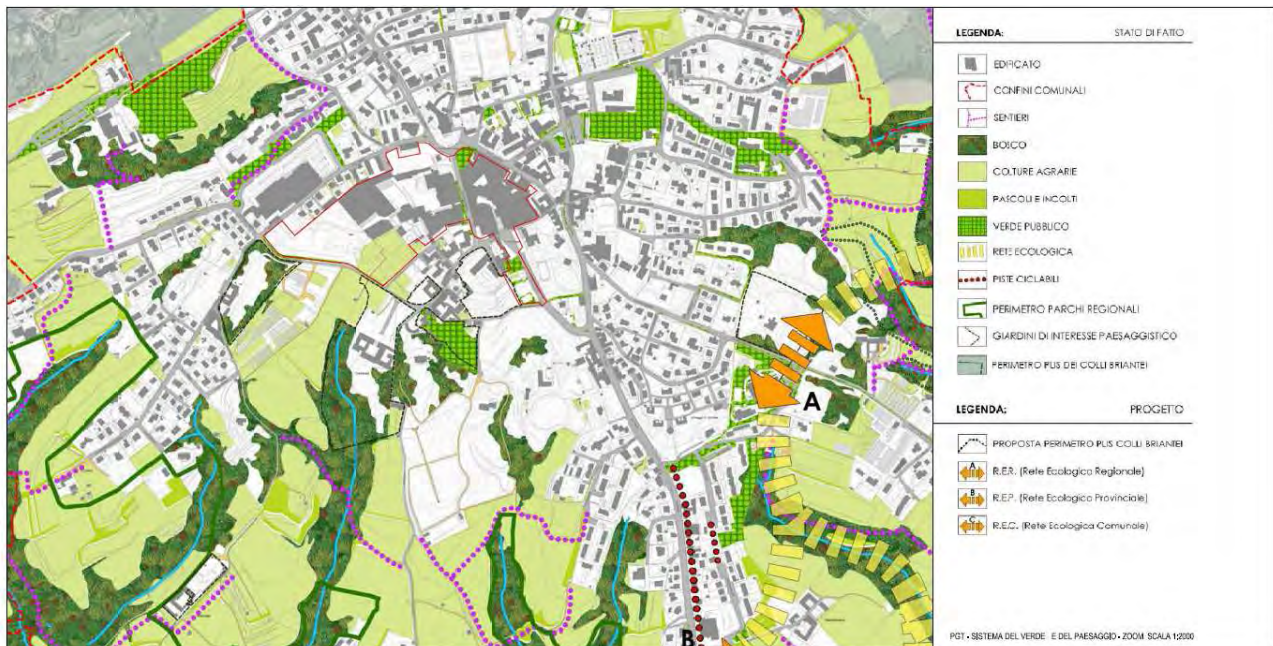 LEGENDA: STATO DI FATTO
EDIFICATO
CONFINI COMUNALI
SENTIERI
BOSCO
COLTURE AGRARIE
PASCOLI E INCOLTI
VERDE PUBBLICO
RETE ECOLOGICA
PISTE CICLABILI
PERIMETRO PARCHI REGIONALI
GIARDINI DI INTERESSE PAESAGGISTICO
PERIMETRO PLIS DEI COLLI BRIANTEI
LEGENDA: PROGETTO
PROPOSTA PERIMETRO PLIS COLLI BRIANTEI
A
R.E.R. (Rete Ecologica Regionale)
B
R.E.P. (Rete Ecologica Provinciale)
C
R.E.C. (Rete Ecologica Comunale)
PGT - SISTEMA DEL VERDE E DEL PAESAGGIO - ZOOM SCALA 1:2000
A
B